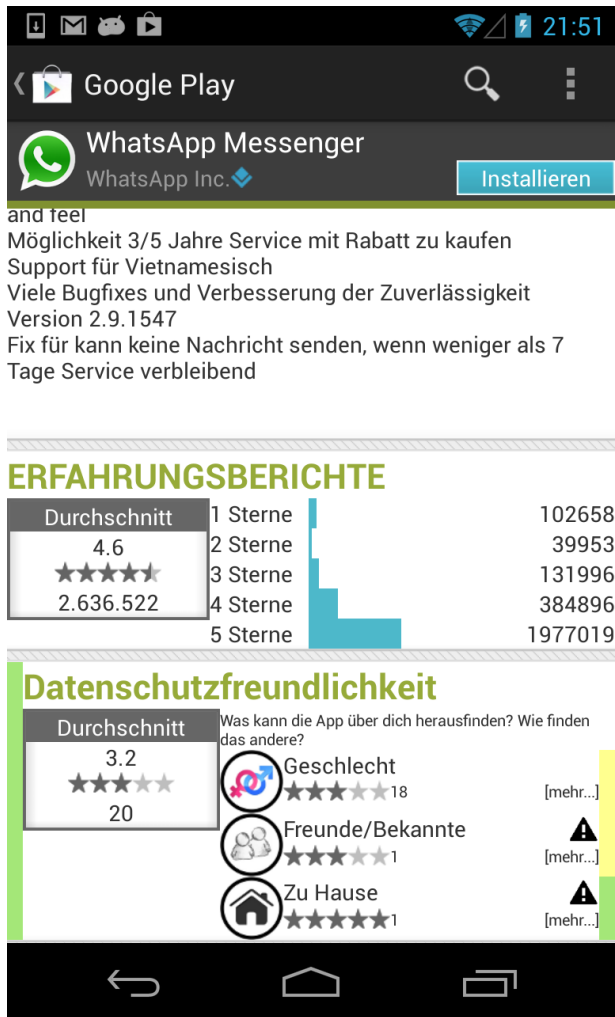 21:51
Google Play
WhatsApp Messenger
WhatsApp Inc.
Installieren
and feel
Möglichkeit 3/5 Jahre Service mit Rabatt zu kaufen
Support für Vietnamesisch
Viele Bugfixes und Verbesserung der Zuverlässigkeit
Version 2.9.1547
Fix für kann keine Nachricht senden, wenn weniger als 7
Tage Service verbleibend
ERFAHRUNGSBERICHTE
Durchschnitt
4.6
2.636.522
1 Sterne 102658
2 Sterne 39953
3 Sterne 131996
4 Sterne 384896
5 Sterne 1977019
Datenschutzfreundlichkeit
Durchschnitt
3.2
20
Was kann die App über dich herausfinden? Wie finden
das andere?
Geschlecht
18 [mehr...]
Freunde/Bekannte
1 [mehr...]
Zu Hause
1 [mehr...]